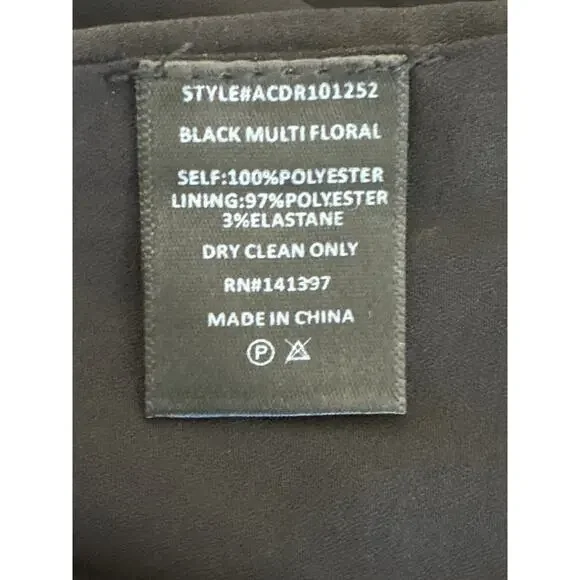 STYLE#ACDR101252
BLACK MULTI FLORAL
SELF:100%POLYESTER
LINING:97%POLYESTER
3%ELASTANE
DRY CLEAN ONLY
RN#141397
MADE IN CHINA
P